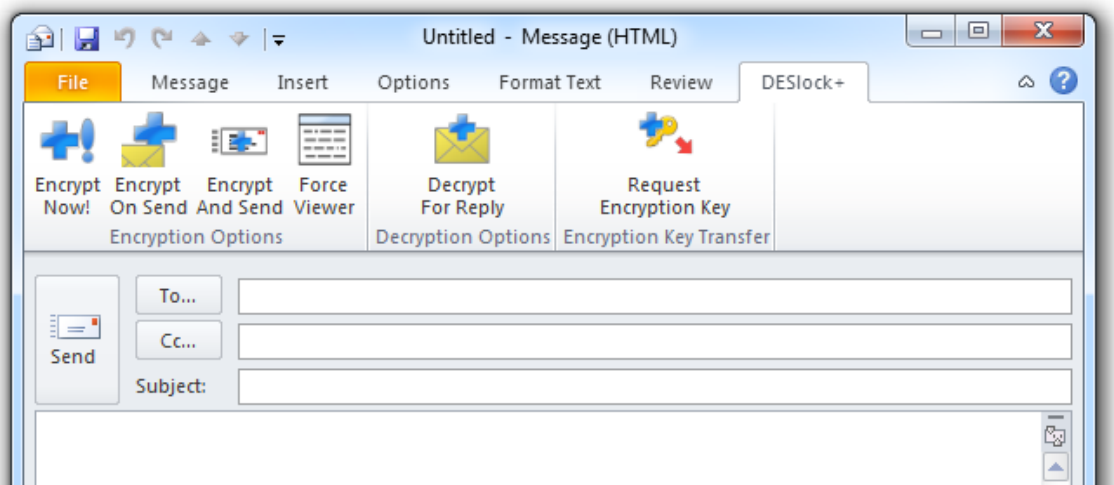 Untitled - Message (HTML)
File Message Insert Options Format Text Review DESlock+
Encrypt Encrypt Encrypt Force Decrypt Request
Now! On Send And Send Viewer For Reply Encryption Key
Encryption Options Decryption Options Encryption Key Transfer
To...
Cc...
Send
Subject: